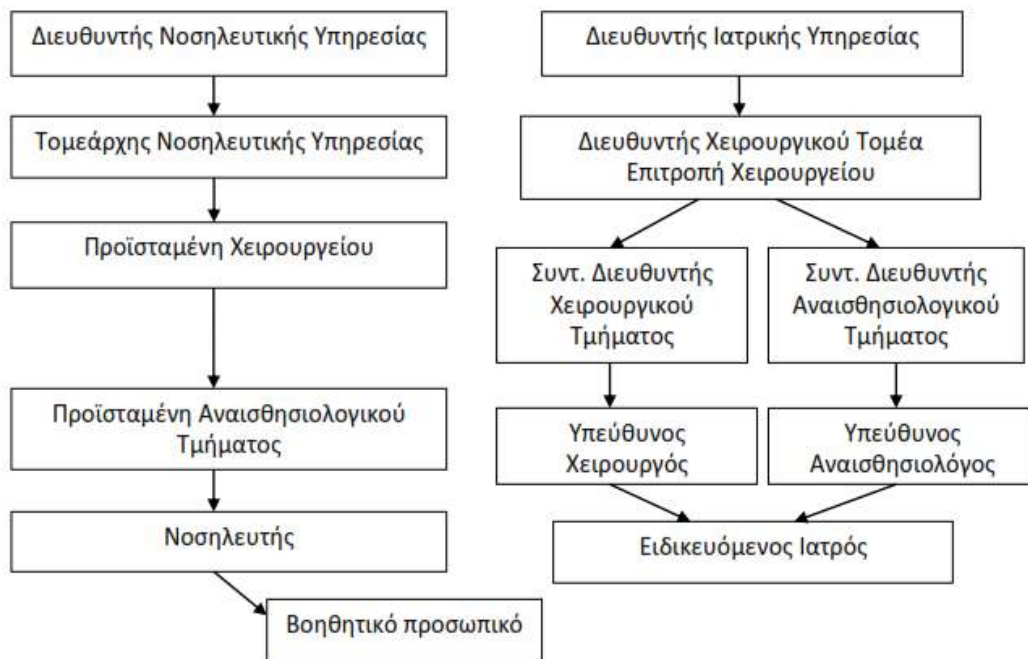 Διευθυντής Νοσηλευτικής Υπηρεσίας
Τομεάρχης Νοσηλευτικής Υπηρεσίας
Προϊσταμένη Χειρουργείου
Προϊσταμένη Αναισθησιολογικού
Τμήματος
Νοσηλευτής
Βοηθητικό προσωπικό
Διευθυντής Ιατρικής Υπηρεσίας
Διευθυντής Χειρουργικού Τομέα
Επιτροπή Χειρουργείου
Συντ. Διευθυντής
Χειρουργικού
Τμήματος
Συντ. Διευθυντής
Αναισθησιολογικού
Τμήματος
Υπεύθυνος
Χειρουργός
Υπεύθυνος
Αναισθησιολόγος
Ειδικευόμενος Ιατρός